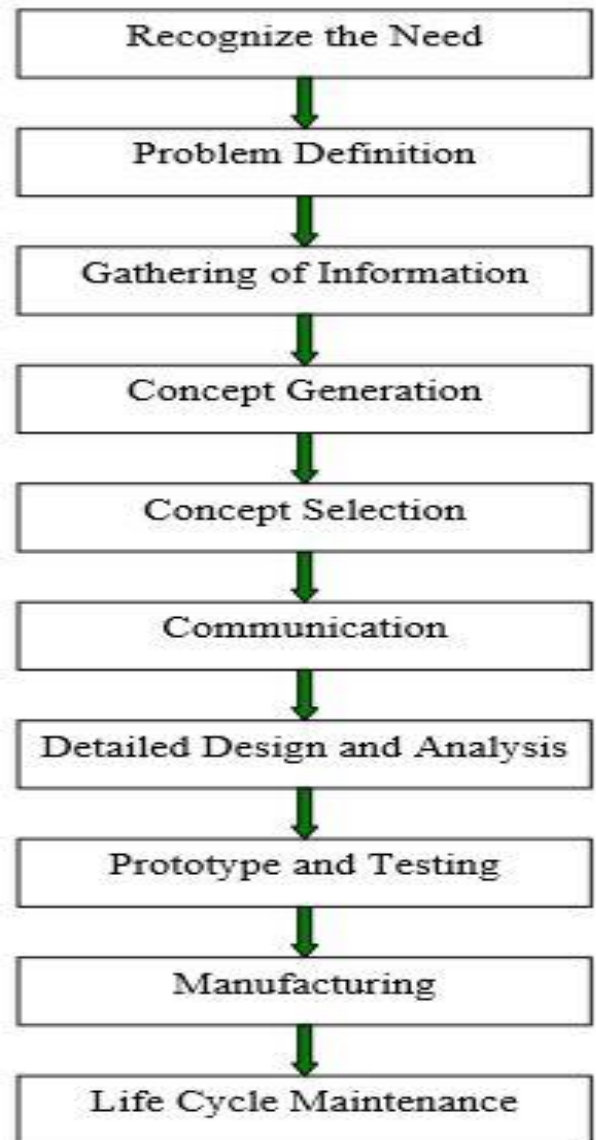 Recognize the Need
Problem Definition
Gathering of Information
Concept Generation
Concept Selection
Communication
Detailed Design and Analysis
Prototype and Testing
Manufacturing
Life Cycle Maintenance